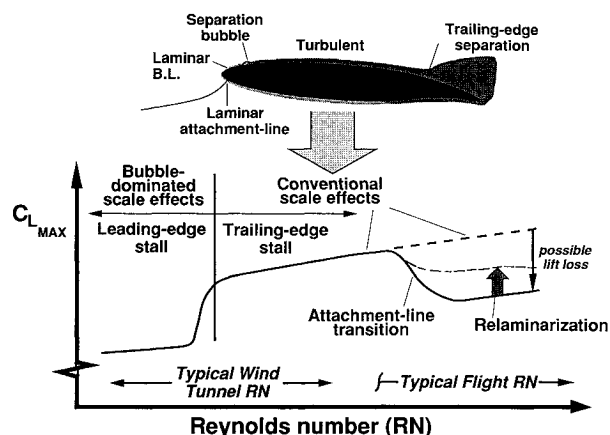 Separation
bubble
Turbulent
Trailing-edge
separation
Laminar
B.L.
Laminar
attachment-line
Bubble-
dominated
scale effects
Conventional
scale effects
CLMAX
Leading-edge
stall
Trailing-edge
stall
possible
lift loss
Attachment-line
transition
Relaminarization
Typical Wind
Tunnel RN
Typical Flight RN
Reynolds number (RN)